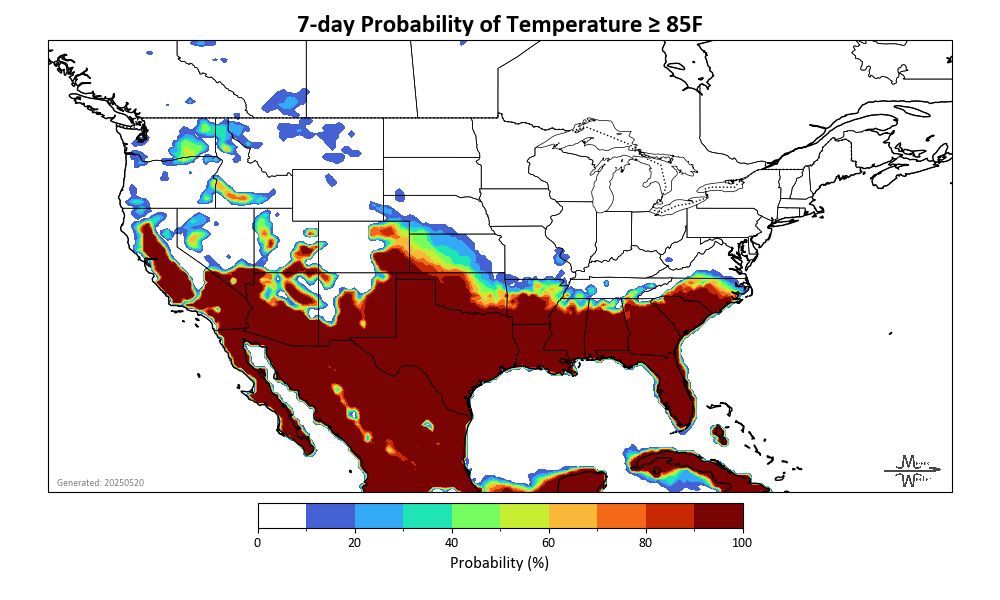 7-day Probability of Temperature ≥ 85F
Generated: 20250520
0 20 40 60 80 100
Probability (%)